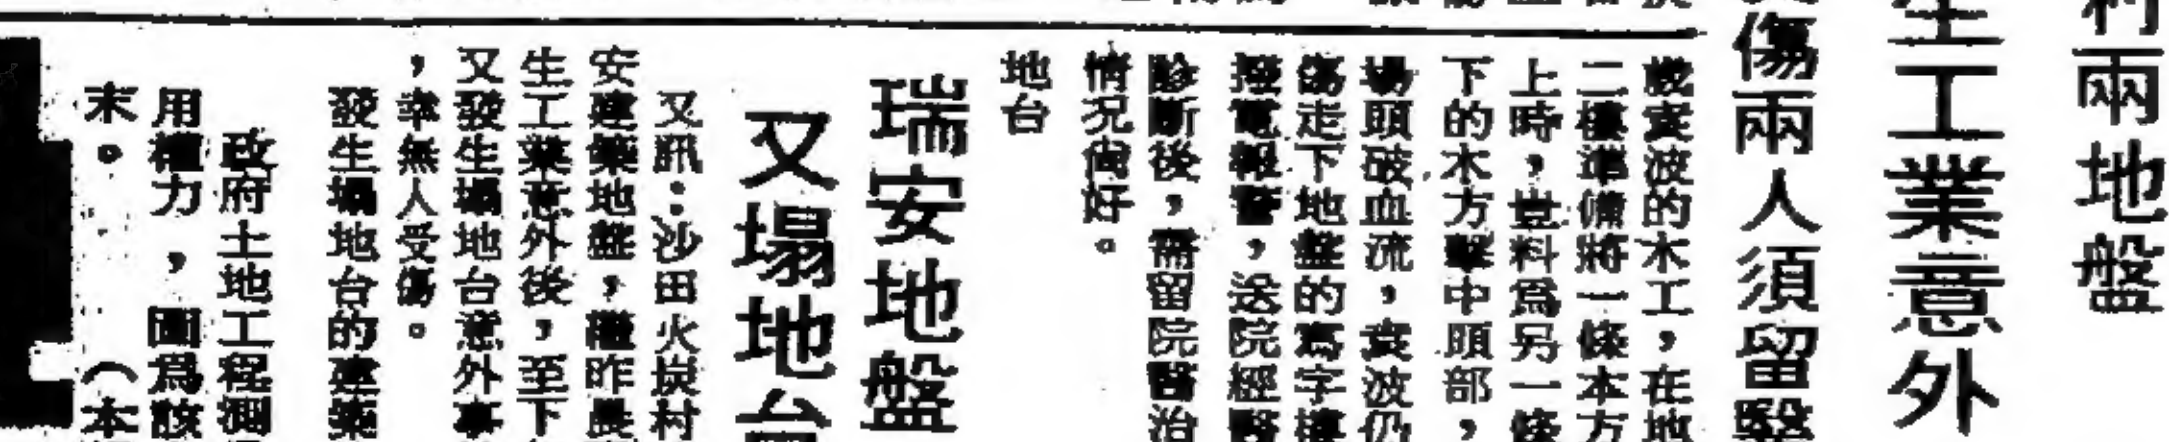 利兩地盤
生工業意外
傷兩人須留醫
歲袁波的木工，在地
二樓準備將一條木方
上時，豈料爲另一條
下的木方擊中頭部，
場頭破血流，袁波仍
傷走下地盤的寫字樓
撥電報警，送院經醫
診斷後，需留院醫治
情況尚好。
瑞安地盤
又塌地台
地台
又訊：沙田火炭村
安建築地盤，繼昨晨
生工業意外後，至下
又發生塌地台意外事
，幸無人受傷。
發生塌地台的建築
政府土地工程測
用權力，圖爲該
末。（本